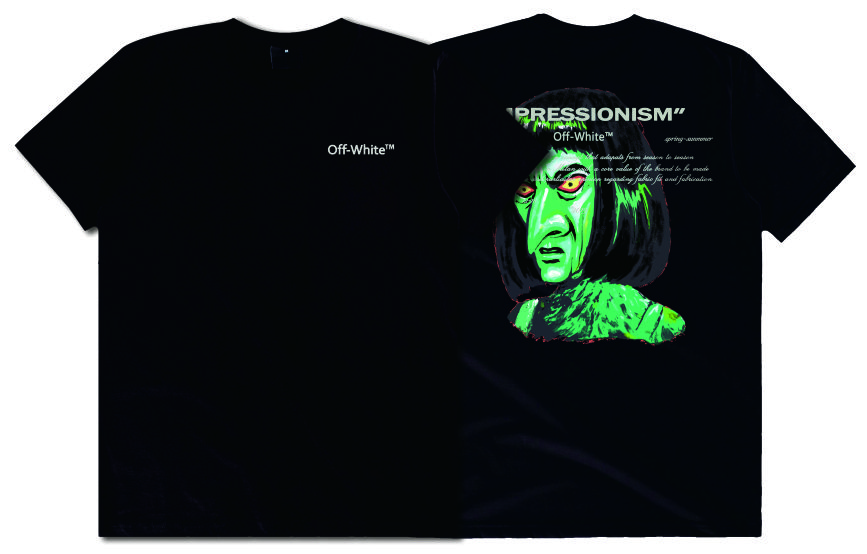 Off-White™
PRESSIONISM"
Off-White™
spring-summer
adapats from season to season
a core value of the brand to be made
regarding fabric fit and fabrication